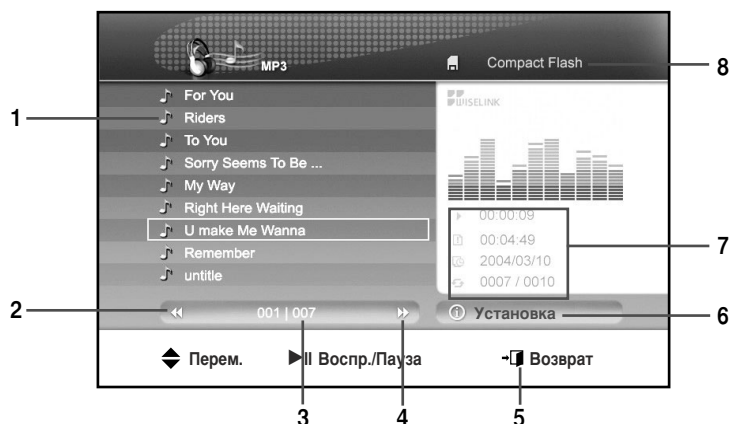 MP3
Compact Flash
8
For You
1
Riders
To You
Sorry Seems To Be ...
My Way
Right Here Waiting
U make Me Wanna
Remember
untitle
WISELINK
00:00:09
00:04:49
2004/03/10
0007 / 0010
7
2
001 | 007
Установка
6
Перем.
Воспр./Пауза
Возврат
3
4
5